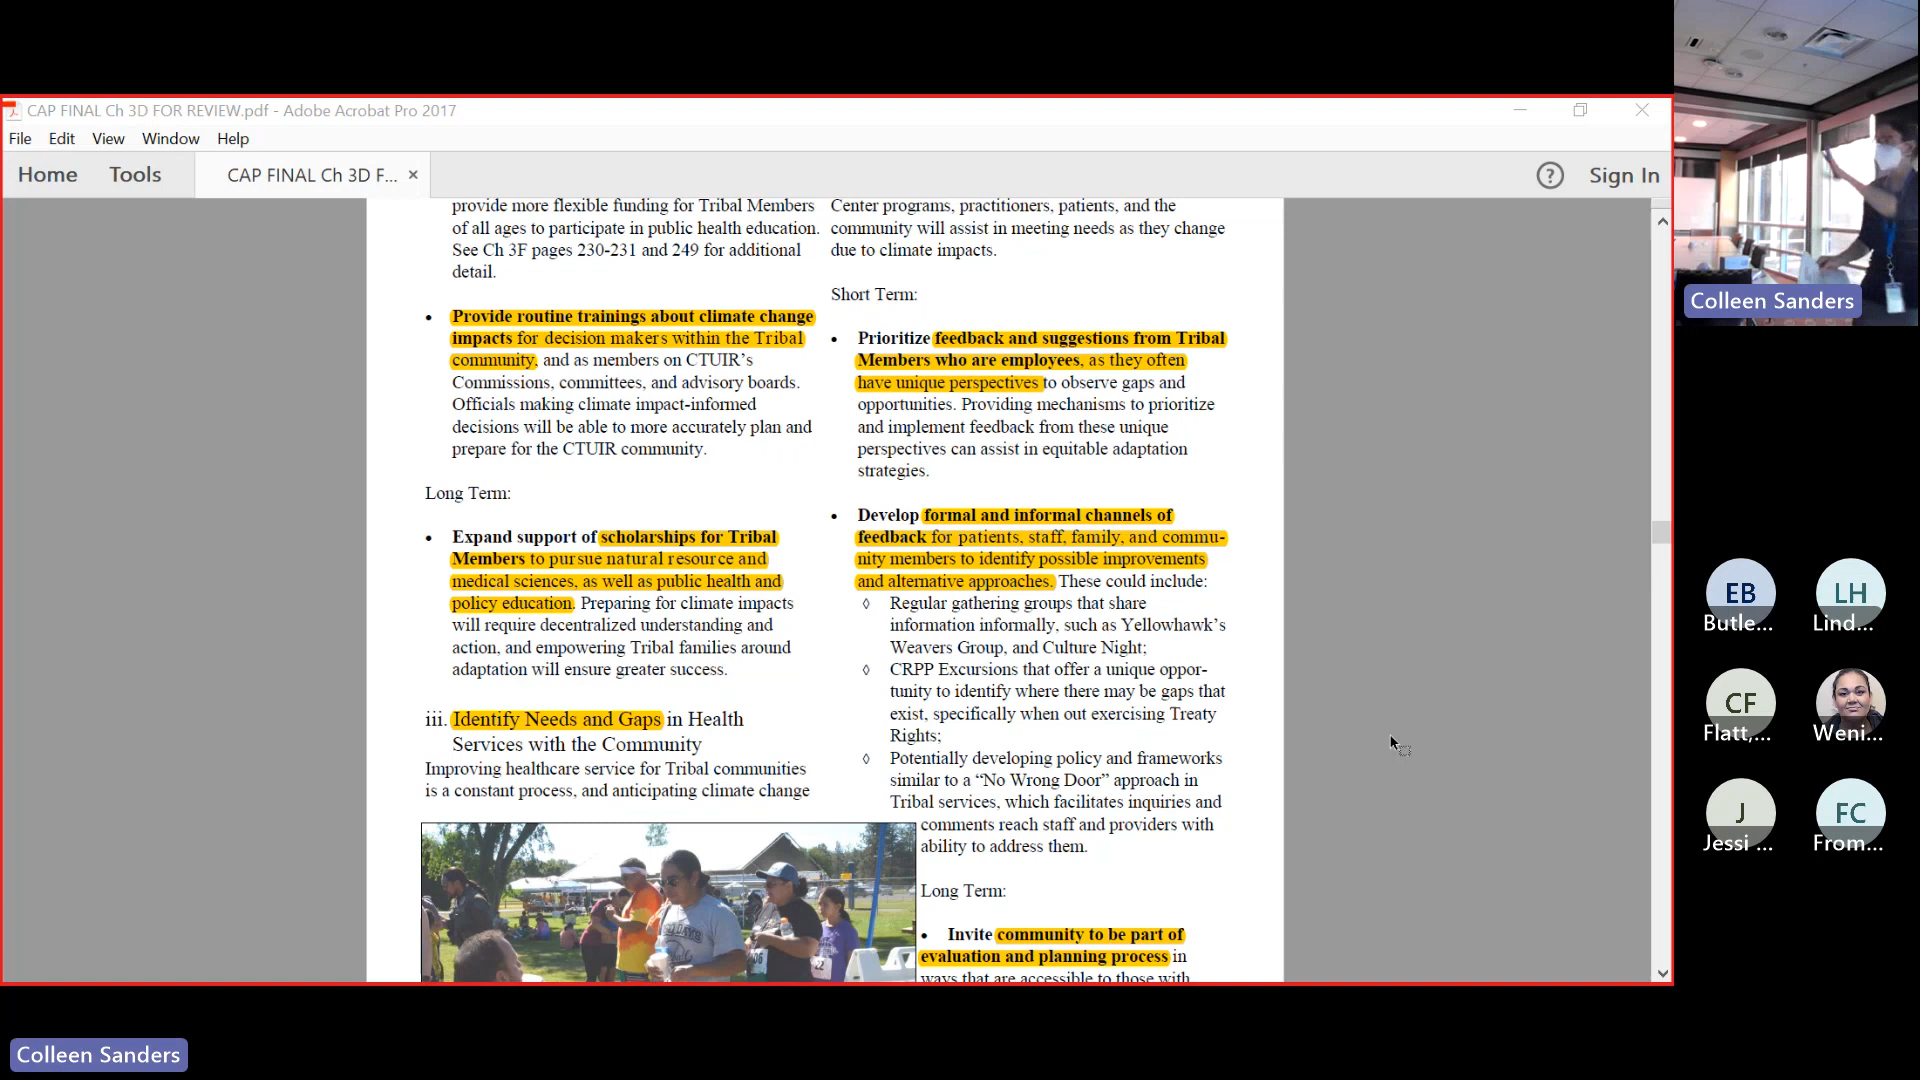 CAP FINAL Ch 3D FOR REVIEW.pdf - Adobe Acrobat Pro 2017
File Edit View Window Help
Home Tools CAP FINAL Ch 3D F... × ? Sign In
provide more flexible funding for Tribal Members
of all ages to participate in public health education.
See Ch 3F pages 230-231 and 249 for additional
detail.
• Provide routine trainings about climate change
impacts for decision makers within the Tribal
community, and as members on CTUIR’s
Commissions, committees, and advisory boards.
Officials making climate impact-informed
decisions will be able to more accurately plan and
prepare for the CTUIR community.
Long Term:
• Expand support of scholarships for Tribal
Members to pursue natural resource and
medical sciences, as well as public health and
policy education. Preparing for climate impacts
will require decentralized understanding and
action, and empowering Tribal families around
adaptation will ensure greater success.
iii. Identify Needs and Gaps in Health
Services with the Community
Improving healthcare service for Tribal communities
is a constant process, and anticipating climate change
Center programs, practitioners, patients, and the
community will assist in meeting needs as they change
due to climate impacts.
Short Term:
• Prioritize feedback and suggestions from Tribal
Members who are employees, as they often
have unique perspectives to observe gaps and
opportunities. Providing mechanisms to prioritize
and implement feedback from these unique
perspectives can assist in equitable adaptation
strategies.
• Develop formal and informal channels of
feedback for patients, staff, family, and commu-
nity members to identify possible improvements
and alternative approaches. These could include:
◊ Regular gathering groups that share
information informally, such as Yellowhawk’s
Weavers Group, and Culture Night;
◊ CRPP Excursions that offer a unique oppor-
tunity to identify where there may be gaps that
exist, specifically when out exercising Treaty
Rights;
◊ Potentially developing policy and frameworks
similar to a “No Wrong Door” approach in
Tribal services, which facilitates inquiries and
comments reach staff and providers with
ability to address them.
Long Term:
• Invite community to be part of
evaluation and planning process in
ways that are accessible to those with
Colleen Sanders
EB LH
Butle... Lind...
CF
Flatt,... Weni...
J FC
Jessi ... From...
Colleen Sanders